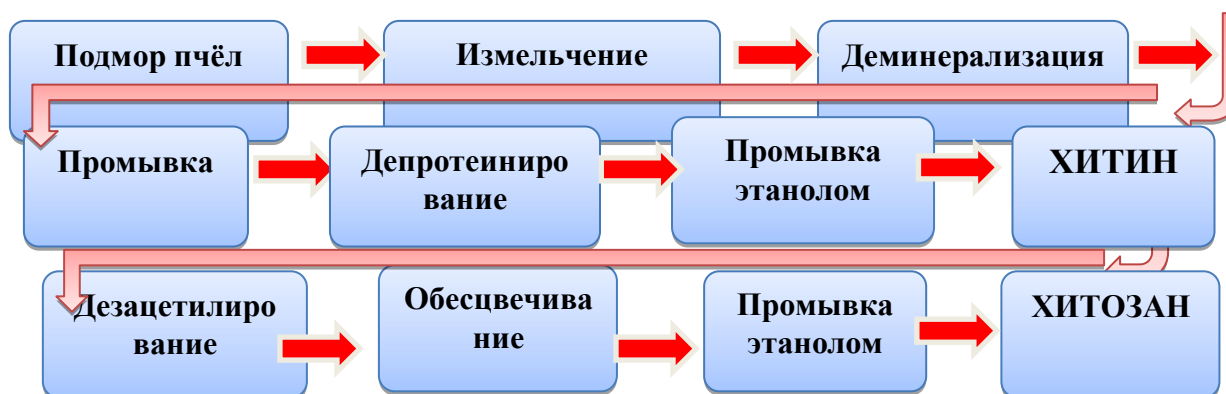 Подмор пчёл
Измельчение
Деминерализация
Промывка
Депротеиниро
вание
Промывка
этанолом
ХИТИН
Дезацетилиро
вание
Обесцвечива
ние
Промывка
этанолом
ХИТОЗАН